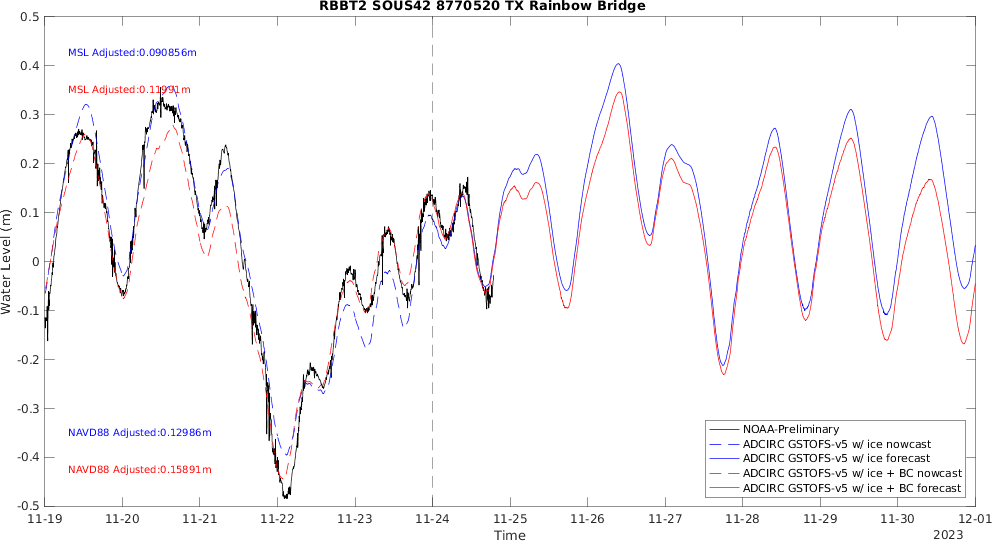 RBBT2 SOUS42 8770520 TX Rainbow Bridge
0.5
0.4
0.3
0.2
0.1
0
-0.1
-0.2
-0.3
-0.4
-0.5
Water Level (m)
MSL Adjusted:0.090856m
MSL Adjusted:0.11991m
NAVD88 Adjusted:0.12986m
NAVD88 Adjusted:0.15891m
NOAA-Preliminary
ADCIRC GSTOFS-v5 w/ ice nowcast
ADCIRC GSTOFS-v5 w/ ice forecast
ADCIRC GSTOFS-v5 w/ ice + BC nowcast
ADCIRC GSTOFS-v5 w/ ice + BC forecast
11-19 11-20 11-21 11-22 11-23 11-24 11-25 11-26 11-27 11-28 11-29 11-30 12-01
Time
2023